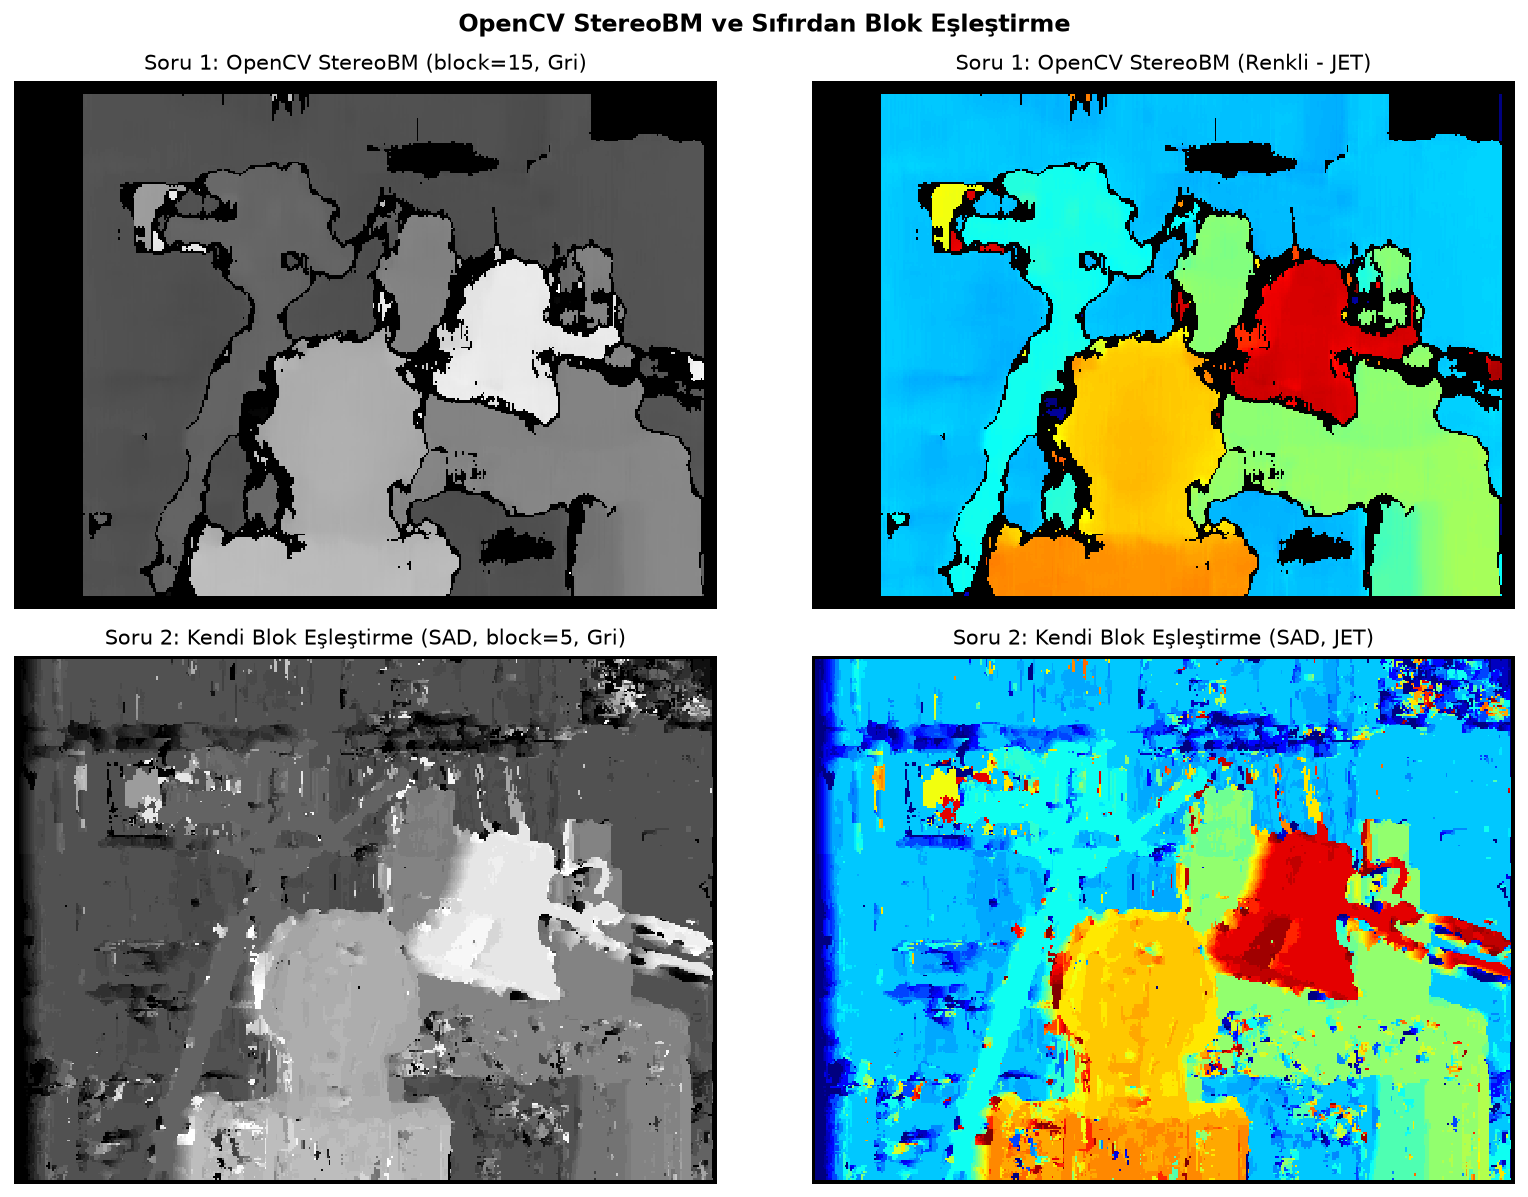 OpenCV StereoBM ve Sıfırdan Blok Eşleştirme
Soru 1: OpenCV StereoBM (block=15, Gri)
Soru 1: OpenCV StereoBM (Renkli - JET)
Soru 2: Kendi Blok Eşleştirme (SAD, block=5, Gri)
Soru 2: Kendi Blok Eşleştirme (SAD, JET)